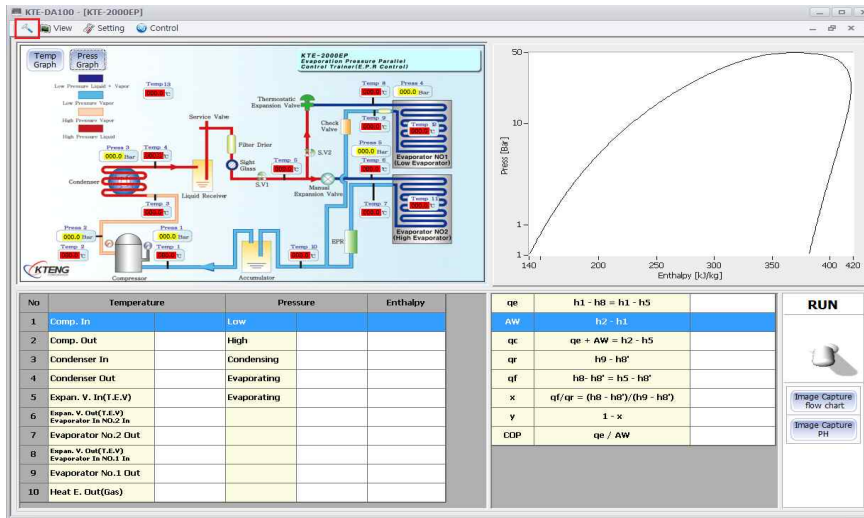 KTE-DA100 - [KTE-2000EP]
View Setting Control
Temp Graph
Press Graph
Low Pressure Liquid + Vapor
Low Pressure Vapor
High Pressure Vapor
High Pressure Liquid
KTE-2000EP
Evaporation Pressure Parallel
Control Trainer(E.P.R Control)
Temp 13
Service Valve
Thermostatic
Expansion Valve
Temp 8
Press 4
000.0 Bar
Check
Valve
Temp 9
Evaporator NO1
(Low Evaporator)
Press 3
000.0 Bar
Temp 4
Filter Drier
S.V2
Press 5
000.0 Bar
Temp 6
Condenser
Liquid Receiver
Sight
Glass
Temp 5
S.V1
Manual
Expansion Valve
Temp 3
Temp 7
Temp 11
Evaporator NO2
(High Evaporator)
Press 2
000.0 Bar
Temp 2
Press 1
000.0 Bar
Temp 1
Temp 10
EPR
KTENG
Compressor
Accumulator
Press [Bar]
50
10
1
1
140 200 250 300 350 400 420
Enthalpy [kJ/kg]
No Temperature Pressure Enthalpy
1 Comp. In Low
2 Comp. Out High
3 Condenser In Condensing
4 Condenser Out Evaporating
5 Expan. V. In(T.E.V) Evaporating
6 Expan. V. Out(T.E.V)
Evaporator In NO.2 In
7 Evaporator No.2 Out
8 Expan. V. Out(T.E.V)
Evaporator In NO.1 In
9 Evaporator No.1 Out
10 Heat E. Out(Gas)
qe h1 - h8 = h1 - h5
AW h2 - h1
qc qe + AW = h2 - h5
qr h9 - h8'
qf h8- h8' = h5 - h8'
x qf/qr = (h8 - h8')/(h9 - h8')
y 1 - x
COP qe / AW
RUN
Image Capture
flow chart
Image Capture
PH